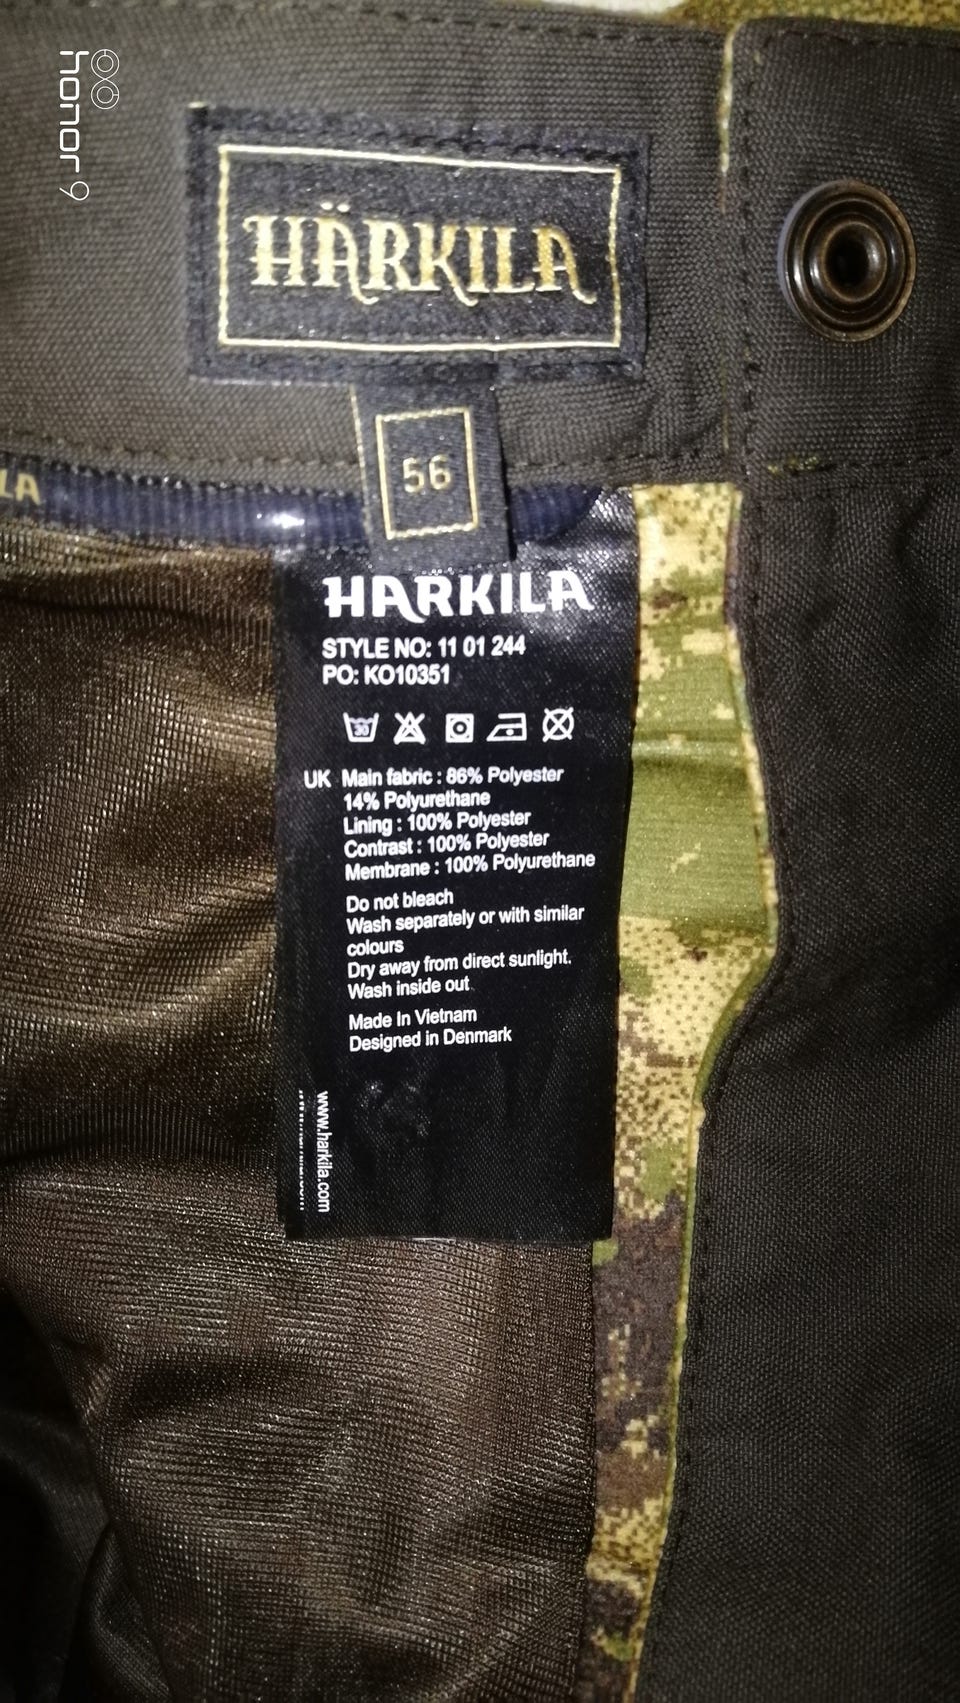 honor 9
HÄRKILA
56
LA
HARKILA
STYLE NO: 11 01 244
PO: KO10351
30
UK Main fabric : 86% Polyester
14% Polyurethane
Lining : 100% Polyester
Contrast : 100% Polyester
Membrane : 100% Polyurethane
Do not bleach
Wash separately or with similar
colours
Dry away from direct sunlight.
Wash inside out
Made In Vietnam
Designed in Denmark
www.harkila.com